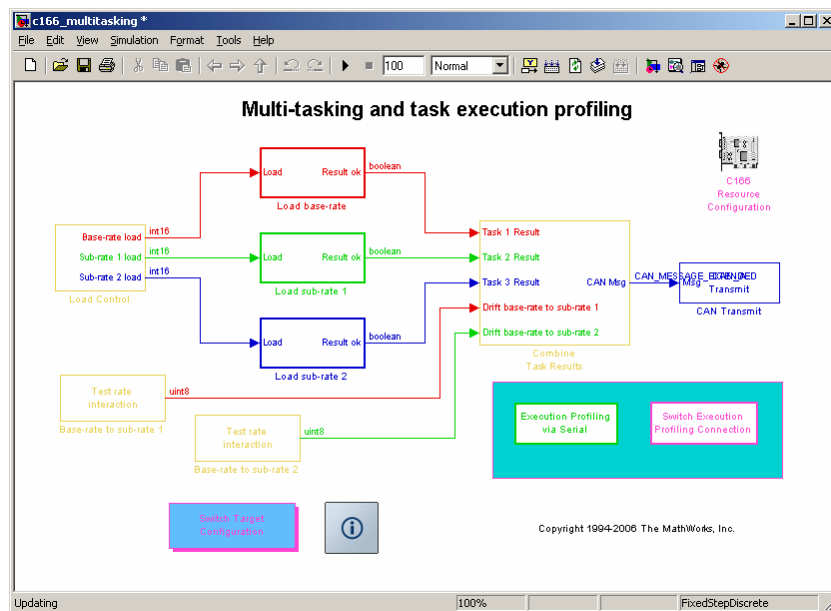 c166_multitasking *
File Edit View Simulation Format Tools Help
100 Normal
Multi-tasking and task execution profiling
C166
Resource
Configuration
Load Result ok boolean
Load base-rate
Base-rate load int16
Sub-rate 1 load int16
Sub-rate 2 load int16
Load Control
Load Result ok boolean
Load sub-rate 1
Load Result ok boolean
Load sub-rate 2
Task 1 Result
Task 2 Result
Task 3 Result CAN Msg
Drift base-rate to sub-rate 1
Drift base-rate to sub-rate 2
Combine
Task Results
Msg
Transmit
CAN Transmit
Test rate
interaction
uint8
Base-rate to sub-rate 1
Test rate
interaction
uint8
Base-rate to sub-rate 2
Execution Profiling
via Serial
Switch Execution
Profiling Connection
Switch Target
Configuration
Copyright 1994-2006 The MathWorks, Inc.
Updating 100% FixedStepDiscrete